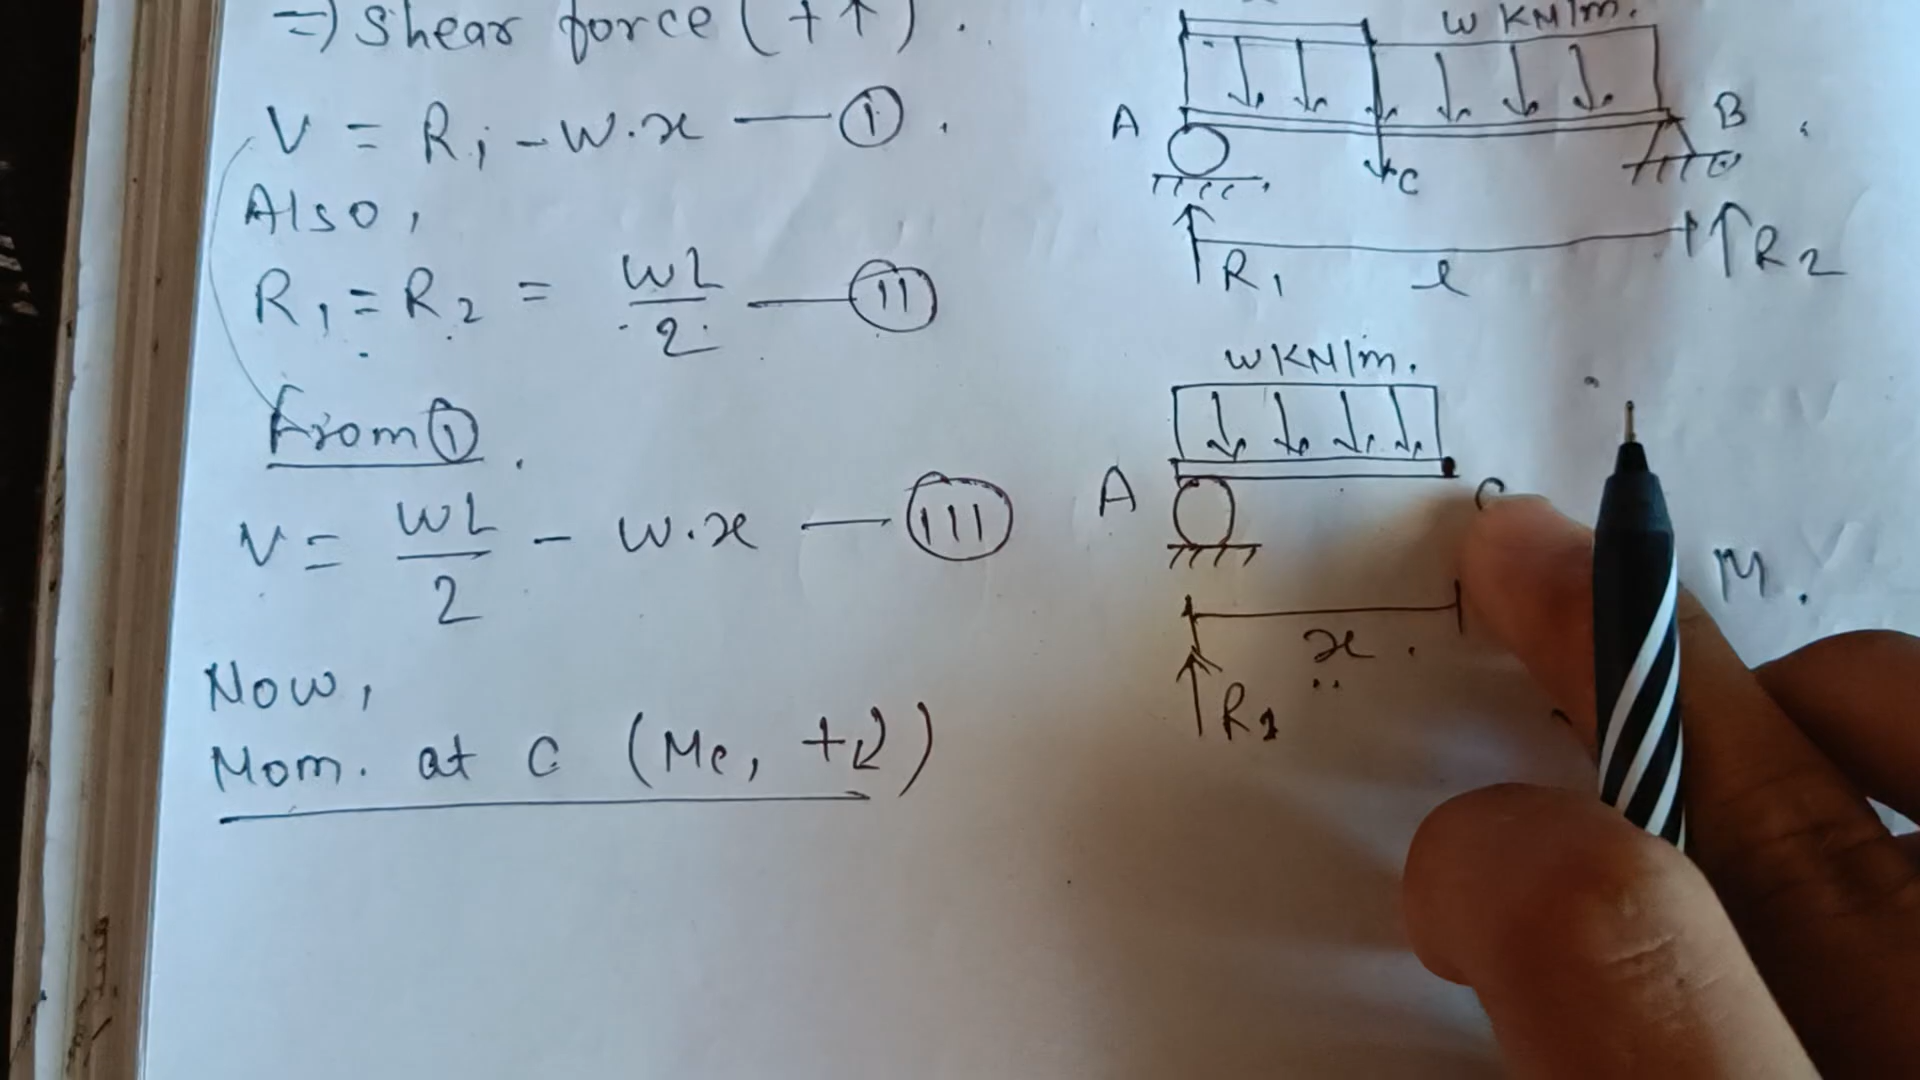 =) Shear force (+↑).
V = R1 - W.x — (I).
Also,
R1 = R2 = WL/2 — (II)
From (I).
V = WL/2 - W.x — (III)
Now,
Mom. at C (Mc, +↻)
W KN/m.
A
B
C
R1
l
R2
W KN/m.
A
C
M.
x.
R1